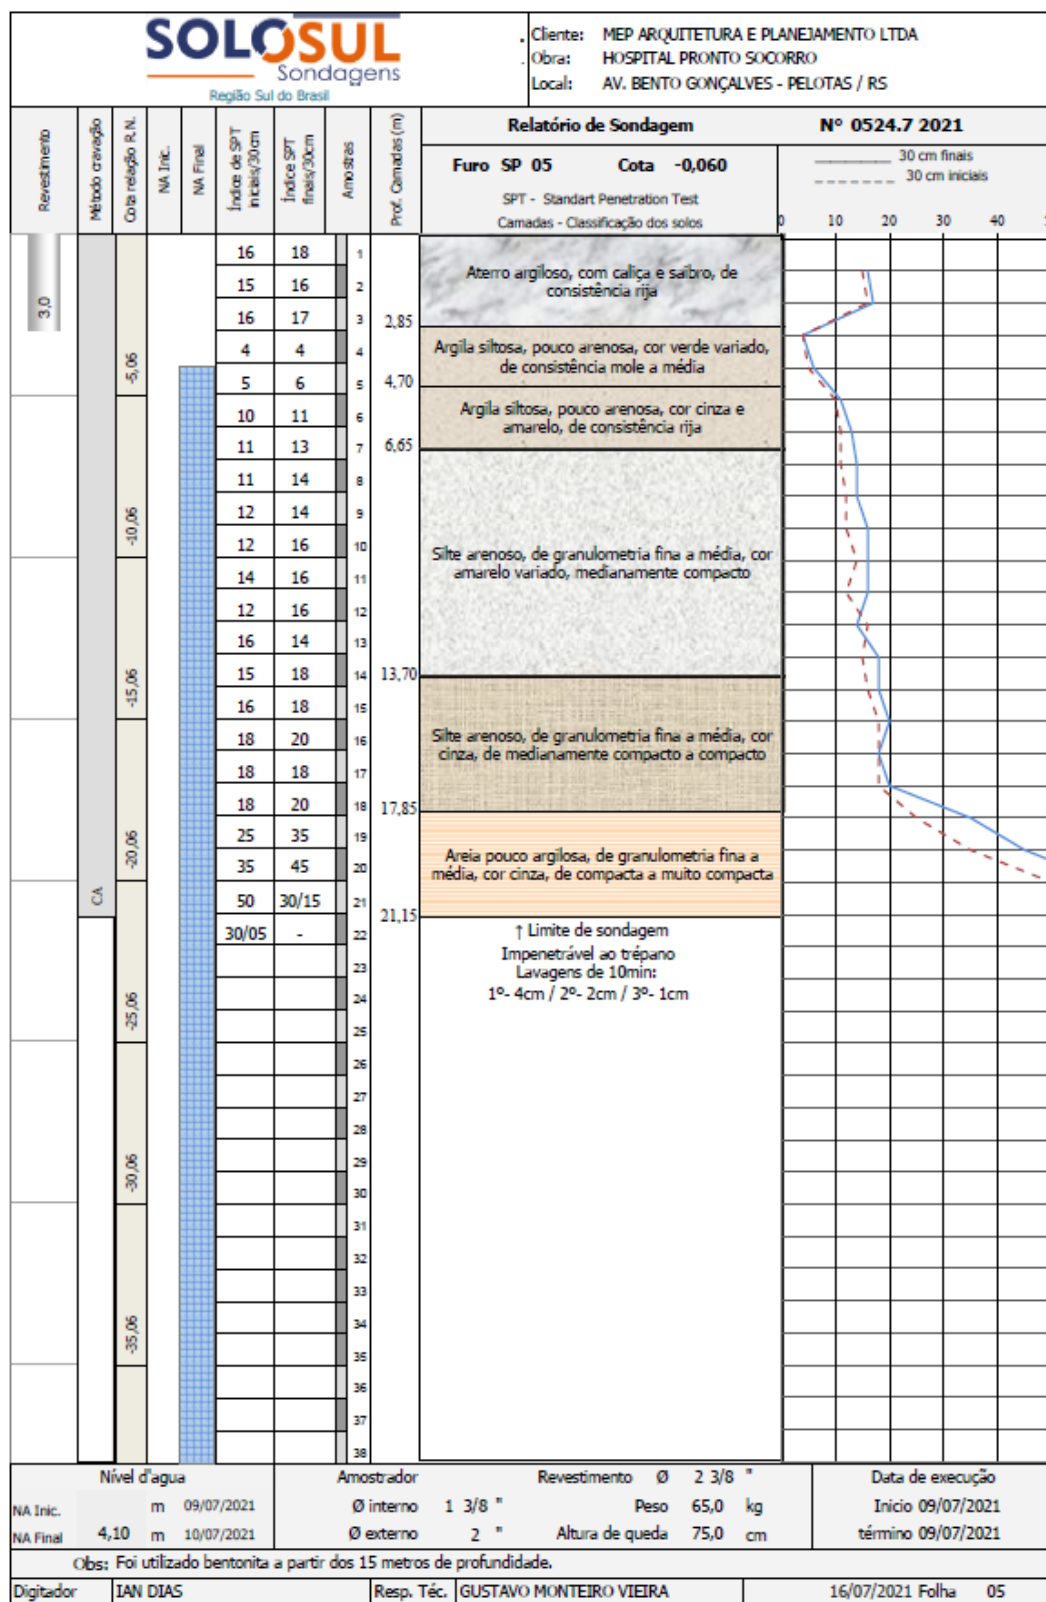 SOLOSUL
Sondagens
Região Sul do Brasil
Cliente: MEP ARQUITETURA E PLANEJAMENTO LTDA
Obra: HOSPITAL PRONTO SOCORRO
Local: AV. BENTO GONÇALVES - PELOTAS / RS
Revestimento
Método cravação
Cota relação R.N.
NA Inic.
NA Final
Índice de SPT iniciais/30cm
Índice SPT finais/30cm
Amostras
Prof. Camadas (m)
Relatório de Sondagem N° 0524.7 2021
Furo SP 05 Cota -0,060
SPT - Standart Penetration Test
Camadas - Classificação dos solos
30 cm finais
30 cm iniciais
0 10 20 30 40
16 18 1
15 16 2
16 17 3
4 4 4
5 6 5
10 11 6
11 13 7
11 14 8
12 14 9
12 16 10
14 16 11
12 16 12
16 14 13
15 18 14
16 18 15
18 20 16
18 18 17
18 20 18
25 35 19
35 45 20
50 30/15 21
30/05 - 22
23
24
25
26
27
28
29
30
31
32
33
34
35
36
37
38
3,0
CA
-5,06
-10,06
-15,06
-20,06
-25,06
-30,06
-35,06
2,85
4,70
6,65
13,70
17,85
21,15
Aterro argiloso, com caliça e saibro, de
consistência rija
Argila siltosa, pouco arenosa, cor verde variado,
de consistência mole a média
Argila siltosa, pouco arenosa, cor cinza e
amarelo, de consistência rija
Silte arenoso, de granulometria fina a média, cor
amarelo variado, medianamente compacto
Silte arenoso, de granulometria fina a média, cor
cinza, de medianamente compacto a compacto
Areia pouco argilosa, de granulometria fina a
média, cor cinza, de compacta a muito compacta
↑ Limite de sondagem
Impenetrável ao trépano
Lavagens de 10min:
1º- 4cm / 2º- 2cm / 3º- 1cm
Nível d'agua
NA Inic. m 09/07/2021
NA Final 4,10 m 10/07/2021
Amostrador Revestimento Ø 2 3/8 "
Ø interno 1 3/8 " Peso 65,0 kg
Ø externo 2 " Altura de queda 75,0 cm
Data de execução
Inicio 09/07/2021
término 09/07/2021
Obs: Foi utilizado bentonita a partir dos 15 metros de profundidade.
Digitador IAN DIAS Resp. Téc. GUSTAVO MONTEIRO VIEIRA 16/07/2021 Folha 05